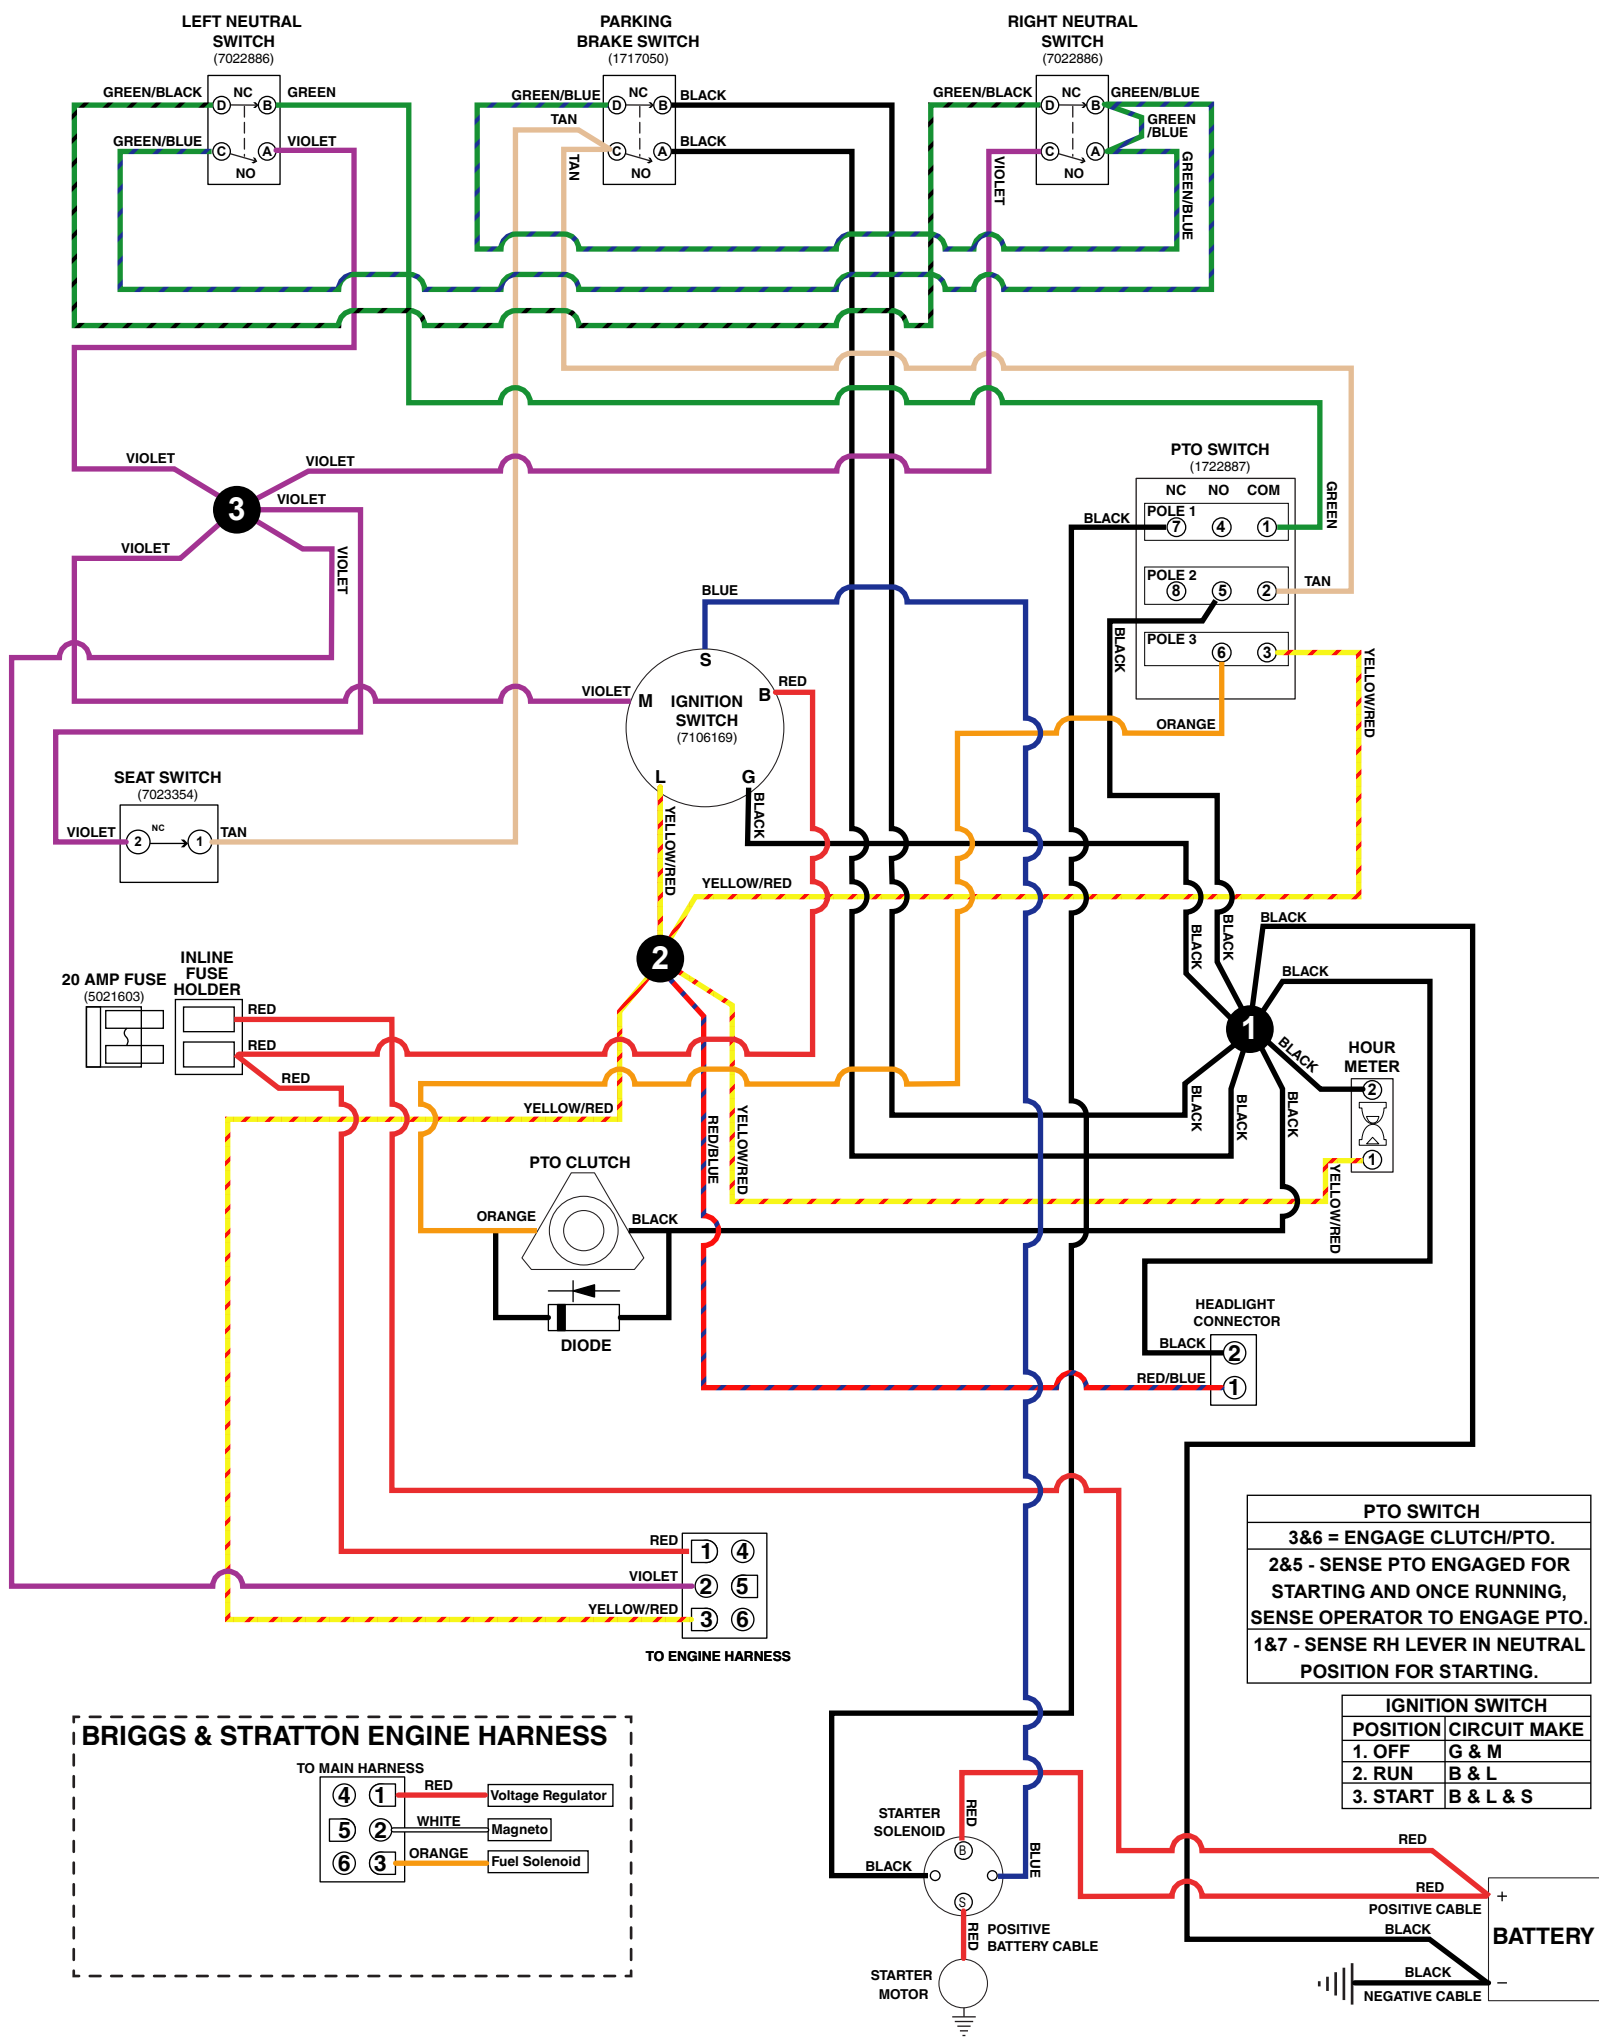 LEFT NEUTRAL
SWITCH
(7022886)
PARKING
BRAKE SWITCH
(1717050)
RIGHT NEUTRAL
SWITCH
(7022886)
GREEN/BLACK
D
NC
B
GREEN
GREEN/BLUE
C
A
VIOLET
NO
GREEN/BLUE
D
NC
B
BLACK
TAN
C
A
BLACK
NO
TAN
GREEN/BLACK
D
NC
B
GREEN/BLUE
GREEN
/BLUE
C
A
NO
VIOLET
GREEN/BLUE
VIOLET
VIOLET
3
VIOLET
VIOLET
VIOLET
PTO SWITCH
(1722887)
NC NO COM
POLE 1
BLACK
7 4 1
GREEN
POLE 2
8 5 2
TAN
BLACK
POLE 3
6 3
YELLOW/RED
ORANGE
BLUE
S
VIOLET
M
IGNITION
SWITCH
(7106169)
B
RED
L
G
YELLOW/RED
BLACK
SEAT SWITCH
(7023354)
VIOLET
2
NC
1
TAN
YELLOW/RED
2
BLACK
BLACK
BLACK
BLACK
1
BLACK
HOUR
METER
2
1
BLACK
BLACK
BLACK
YELLOW/RED
20 AMP FUSE
(5021603)
INLINE
FUSE
HOLDER
RED
RED
RED
YELLOW/RED
RED/BLUE
YELLOW/RED
PTO CLUTCH
ORANGE
BLACK
DIODE
HEADLIGHT
CONNECTOR
BLACK
2
RED/BLUE
1
RED
1 4
VIOLET
2 5
YELLOW/RED
3 6
TO ENGINE HARNESS
PTO SWITCH
3&6 = ENGAGE CLUTCH/PTO.
2&5 - SENSE PTO ENGAGED FOR
STARTING AND ONCE RUNNING,
SENSE OPERATOR TO ENGAGE PTO.
1&7 - SENSE RH LEVER IN NEUTRAL
POSITION FOR STARTING.
IGNITION SWITCH
POSITION CIRCUIT MAKE
1. OFF G & M
2. RUN B & L
3. START B & L & S
BRIGGS & STRATTON ENGINE HARNESS
TO MAIN HARNESS
4 1 RED Voltage Regulator
5 2 WHITE Magneto
6 3 ORANGE Fuel Solenoid
STARTER
SOLENOID
RED
B
BLACK
BLUE
S
RED
POSITIVE
BATTERY CABLE
STARTER
MOTOR
RED
RED
+
POSITIVE CABLE
BLACK
BATTERY
BLACK
−
NEGATIVE CABLE